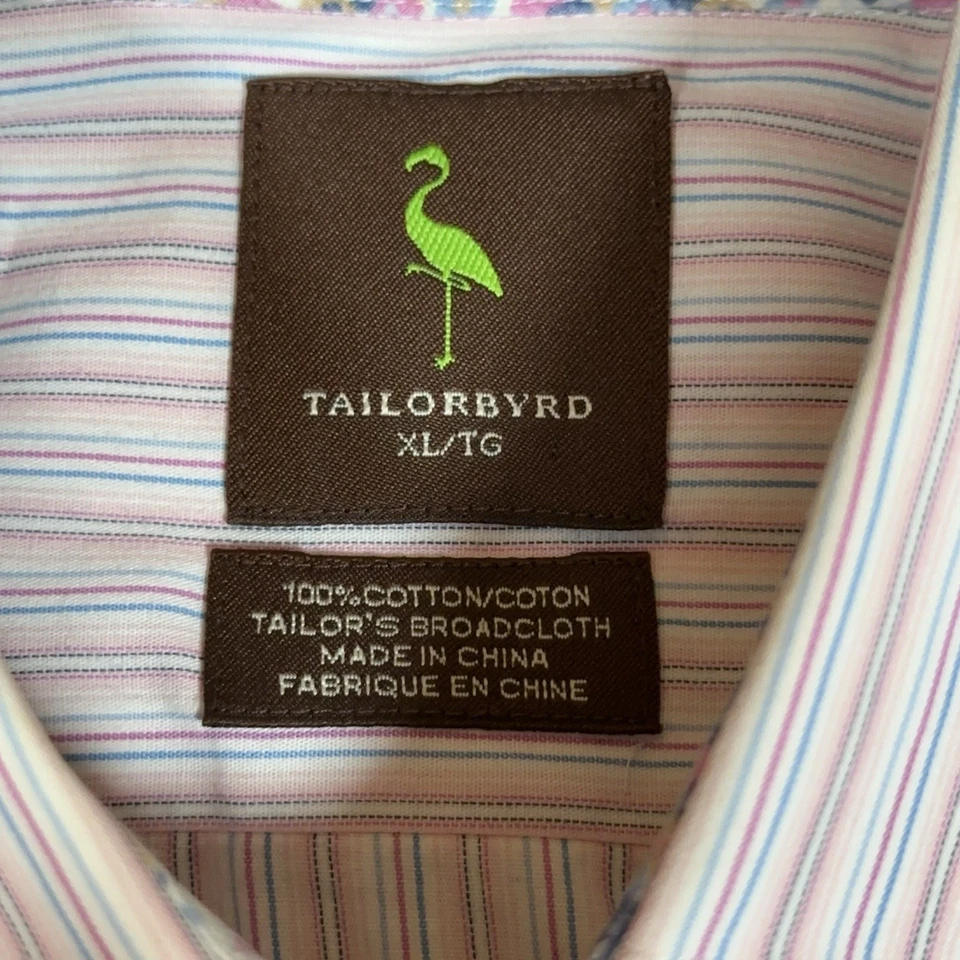 TAILORBYRD
XL/TG
100%COTTON/COTON
TAILOR'S BROADCLOTH
MADE IN CHINA
FABRIQUE EN CHINE